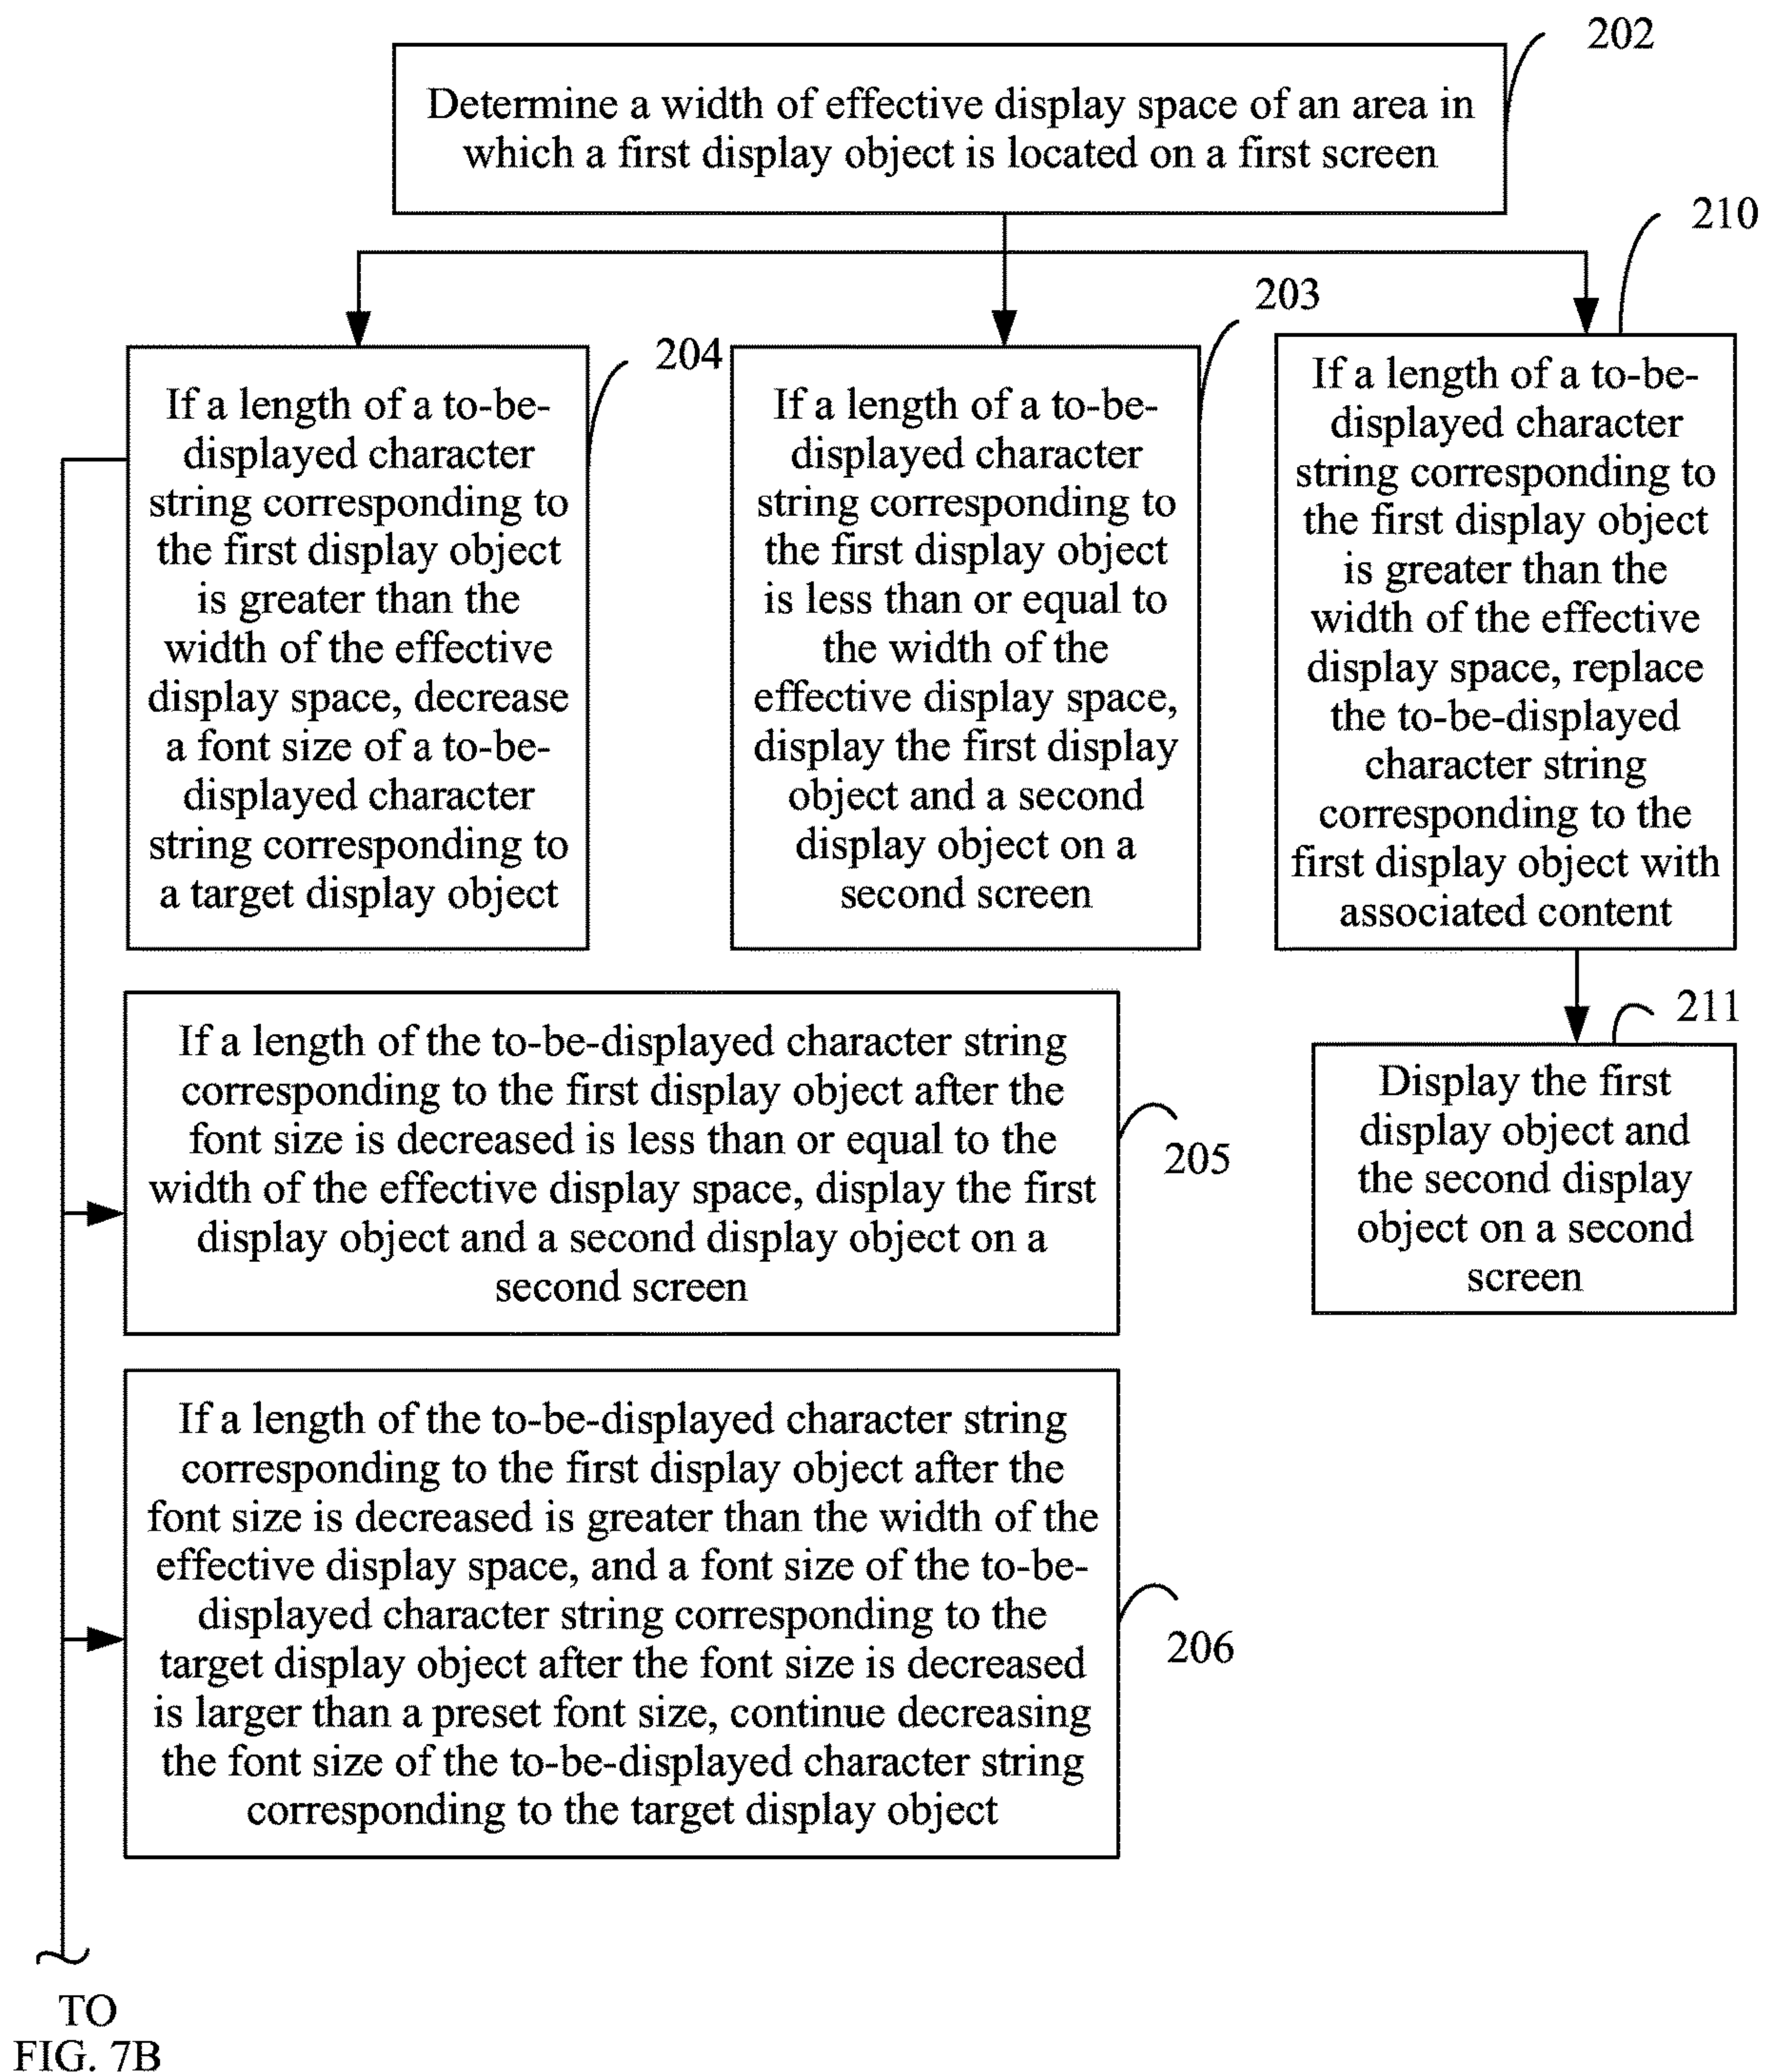 202
Determine a width of effective display space of an area in
which a first display object is located on a first screen
204
If a length of a to-be-
displayed character
string corresponding to
the first display object
is greater than the
width of the effective
display space, decrease
a font size of a to-be-
displayed character
string corresponding to
a target display object
203
If a length of a to-be-
displayed character
string corresponding to
the first display object
is less than or equal to
the width of the
effective display space,
display the first display
object and a second
display object on a
second screen
210
If a length of a to-be-
displayed character
string corresponding to
the first display object
is greater than the
width of the effective
display space, replace
the to-be-displayed
character string
corresponding to the
first display object with
associated content
211
Display the first
display object and
the second display
object on a second
screen
If a length of the to-be-displayed character string
corresponding to the first display object after the
font size is decreased is less than or equal to the
width of the effective display space, display the first
display object and a second display object on a
second screen
205
If a length of the to-be-displayed character string
corresponding to the first display object after the
font size is decreased is greater than the width of the
effective display space, and a font size of the to-be-
displayed character string corresponding to the
target display object after the font size is decreased
is larger than a preset font size, continue decreasing
the font size of the to-be-displayed character string
corresponding to the target display object
206
TO
FIG. 7B